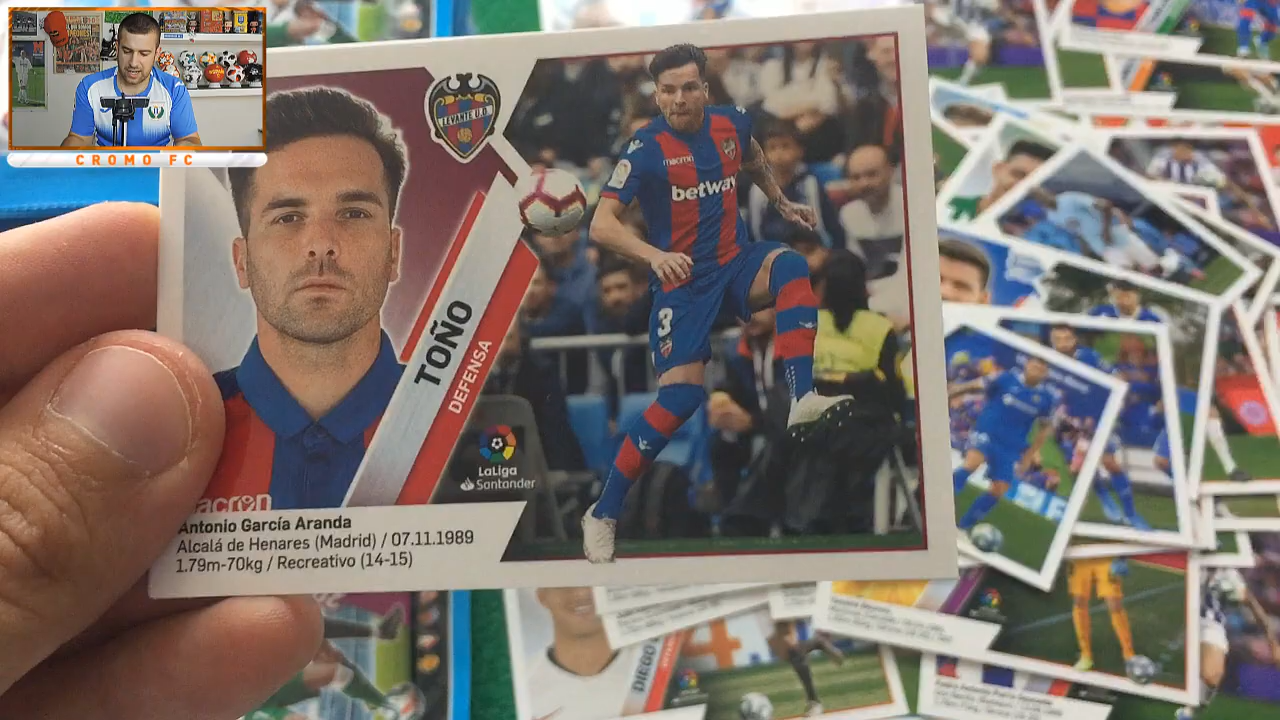 CROMO FC
LEVANTE U.D.
macron
betway
3
TOÑO
DEFENSA
LaLiga
Santander
macron
Antonio García Aranda
Alcalá de Henares (Madrid) / 07.11.1989
1.79m-70kg / Recreativo (14-15)
DIEGO